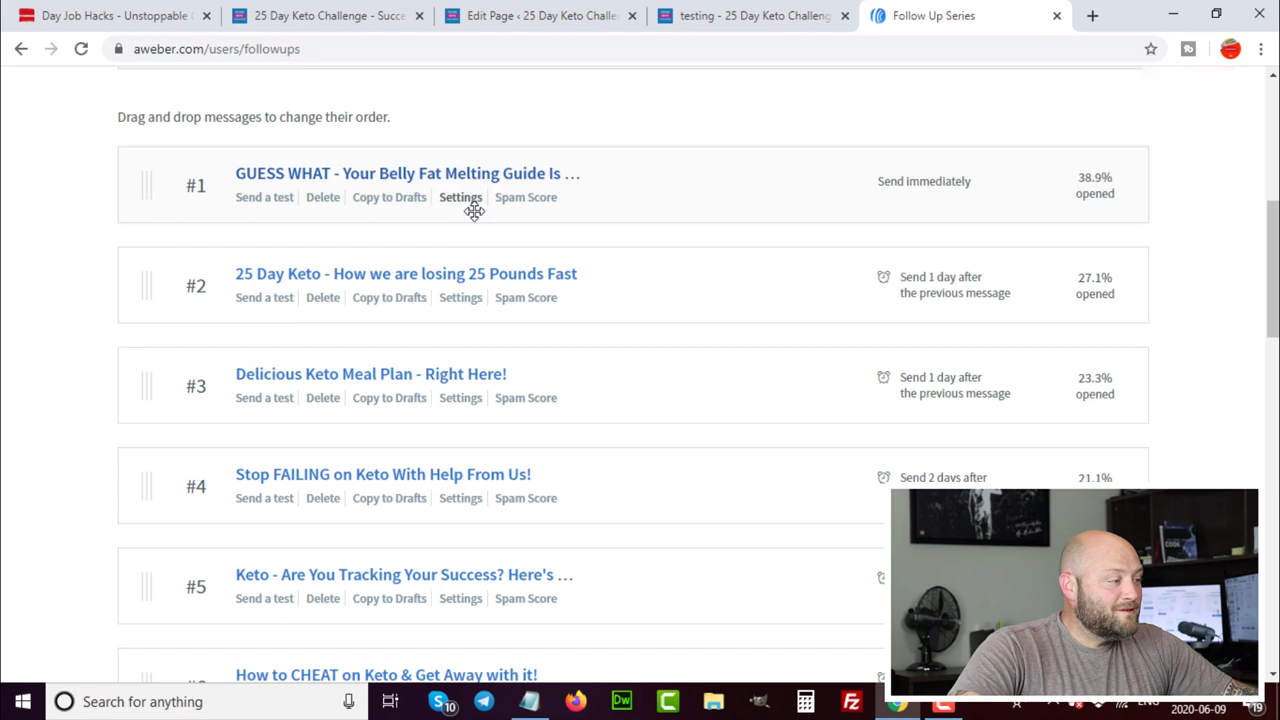 Day Job Hacks - Unstoppable
25 Day Keto Challenge - Succe
Edit Page ‹ 25 Day Keto Challe
testing - 25 Day Keto Challeng
Follow Up Series
aweber.com/users/followups
Drag and drop messages to change their order.
#1
GUESS WHAT - Your Belly Fat Melting Guide Is ...
Send a test
Delete
Copy to Drafts
Settings
Spam Score
Send immediately
38.9%
opened
#2
25 Day Keto - How we are losing 25 Pounds Fast
Send a test
Delete
Copy to Drafts
Settings
Spam Score
Send 1 day after
the previous message
27.1%
opened
#3
Delicious Keto Meal Plan - Right Here!
Send a test
Delete
Copy to Drafts
Settings
Spam Score
Send 1 day after
the previous message
23.3%
opened
#4
Stop FAILING on Keto With Help From Us!
Send a test
Delete
Copy to Drafts
Settings
Spam Score
Send 2 days after
21.1%
#5
Keto - Are You Tracking Your Success? Here's ...
Send a test
Delete
Copy to Drafts
Settings
Spam Score
How to CHEAT on Keto & Get Away with it!
COOK
Search for anything
10
Dw
Fz
ENG
2020-06-09
19